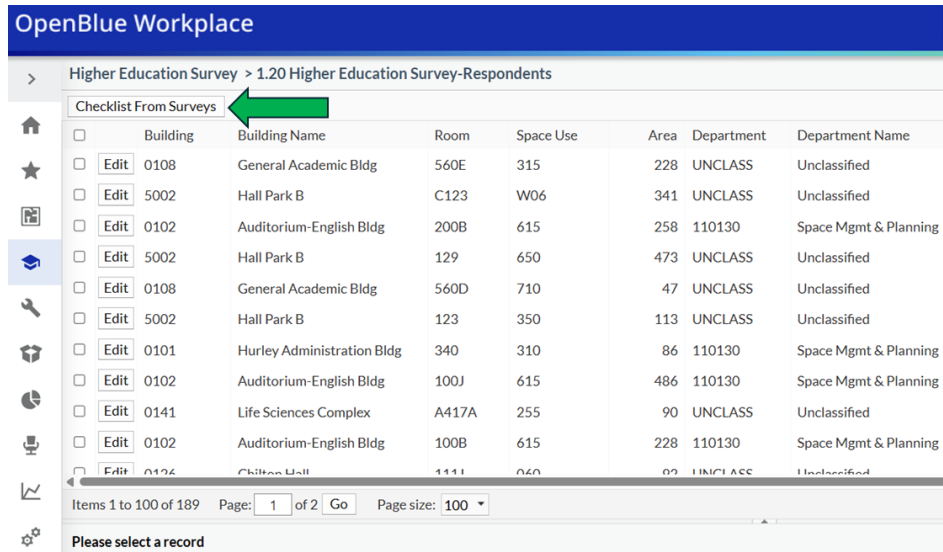 OpenBlue Workplace
Higher Education Survey > 1.20 Higher Education Survey-Respondents
Checklist From Surveys
Building Building Name Room Space Use Area Department Department Name
Edit 0108 General Academic Bldg 560E 315 228 UNCLASS Unclassified
Edit 5002 Hall Park B C123 W06 341 UNCLASS Unclassified
Edit 0102 Auditorium-English Bldg 200B 615 258 110130 Space Mgmt & Planning
Edit 5002 Hall Park B 129 650 473 UNCLASS Unclassified
Edit 0108 General Academic Bldg 560D 710 47 UNCLASS Unclassified
Edit 5002 Hall Park B 123 350 113 UNCLASS Unclassified
Edit 0101 Hurley Administration Bldg 340 310 86 110130 Space Mgmt & Planning
Edit 0102 Auditorium-English Bldg 100J 615 486 110130 Space Mgmt & Planning
Edit 0141 Life Sciences Complex A417A 255 90 UNCLASS Unclassified
Edit 0102 Auditorium-English Bldg 100B 615 228 110130 Space Mgmt & Planning
Edit 0126 Chilton Hall UNCLASS Unclassified
Items 1 to 100 of 189 Page: 1 of 2 Go Page size: 100
Please select a record